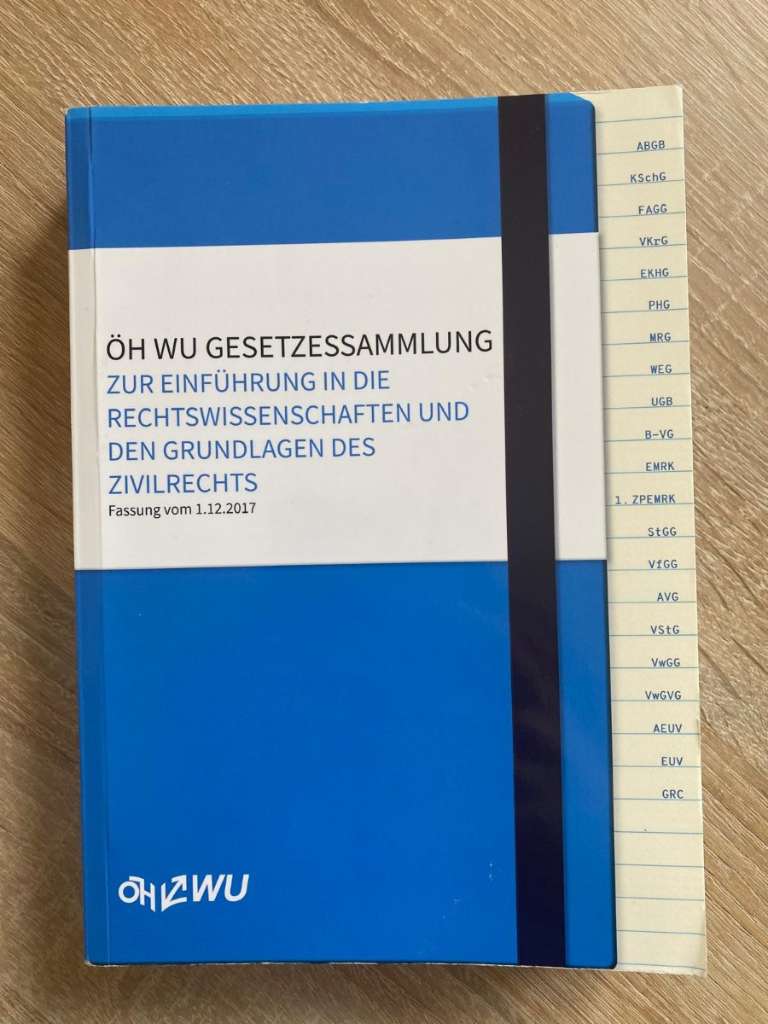 ÖH WU GESETZESSAMMLUNG
ZUR EINFÜHRUNG IN DIE
RECHTSWISSENSCHAFTEN UND
DEN GRUNDLAGEN DES
ZIVILRECHTS
Fassung vom 1.12.2017
ÖH WU
ABGB
KSchG
FAGG
VKrG
EKHG
PHG
MRG
WEG
UGB
B-VG
EMRK
1. ZPEMRK
StGG
VfGG
AVG
VStG
VwGG
VwGVG
AEUV
EUV
GRC